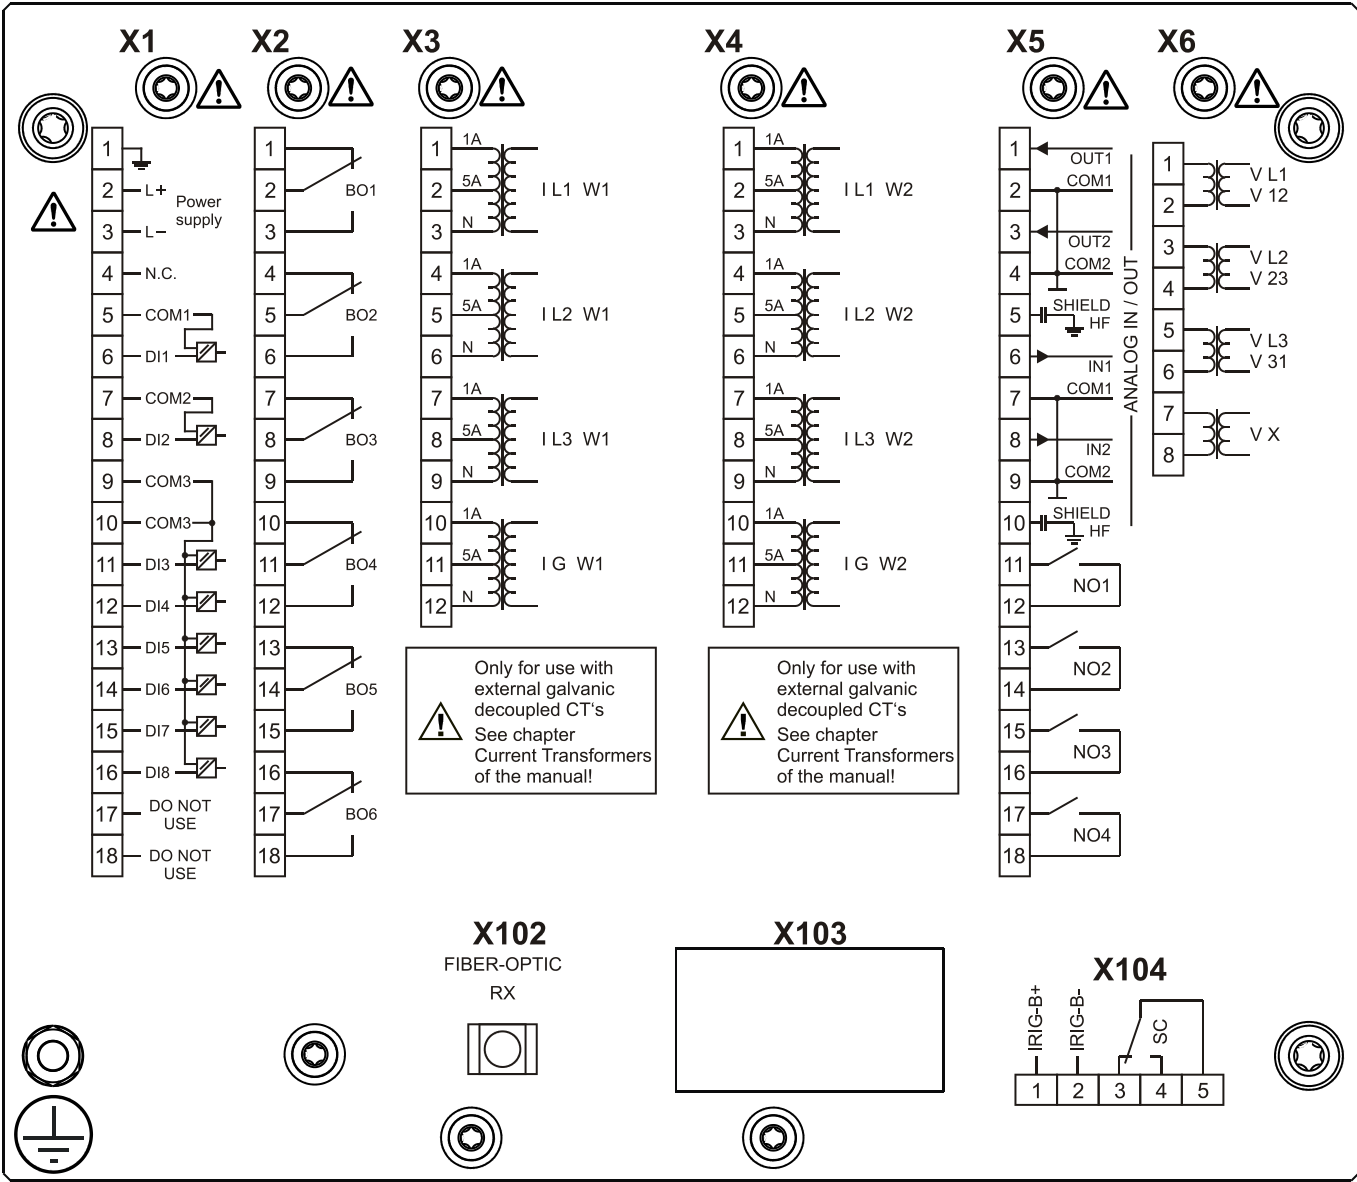 X1
X2
X3
X4
X5
X6
1
2 L+
Power
supply
3 L−
4 N.C.
5 COM1
6 DI1
7 COM2
8 DI2
9 COM3
10 COM3
11 DI3
12 DI4
13 DI5
14 DI6
15 DI7
16 DI8
17 DO NOT
USE
18 DO NOT
USE
1
2 BO1
3
4
5 BO2
6
7
8 BO3
9
10
11 BO4
12
13
14 BO5
15
16
17 BO6
18
1 1A
2 5A I L1 W1
3 N
4 1A
5 5A I L2 W1
6 N
7 1A
8 5A I L3 W1
9 N
10 1A
11 5A I G W1
12 N
Only for use with
external galvanic
decoupled CT‘s
See chapter
Current Transformers
of the manual!
1 1A
2 5A I L1 W2
3 N
4 1A
5 5A I L2 W2
6 N
7 1A
8 5A I L3 W2
9 N
10 1A
11 5A I G W2
12 N
Only for use with
external galvanic
decoupled CT‘s
See chapter
Current Transformers
of the manual!
1 OUT1
2 COM1
3 OUT2
4 COM2
5 SHIELD
HF
6 IN1
7 COM1
8 IN2
9 COM2
10 SHIELD
HF
ANALOG IN / OUT
11
NO1
12
13
NO2
14
15
NO3
16
17
NO4
18
1 V L1
2 V 12
3 V L2
4 V 23
5 V L3
6 V 31
7
V X
8
X102
FIBER-OPTIC
RX
X103
X104
IRIG-B+
IRIG-B-
SC
1 2 3 4 5